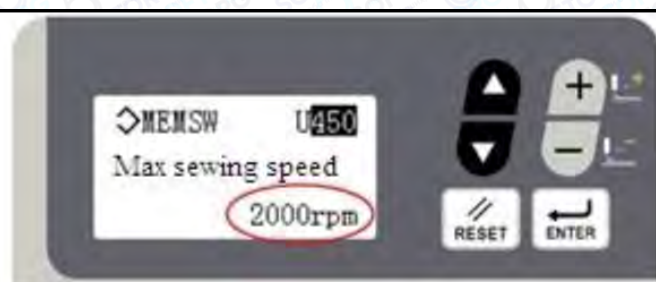 MEMSW U450
Max sewing speed
2000rpm
RESET
ENTER